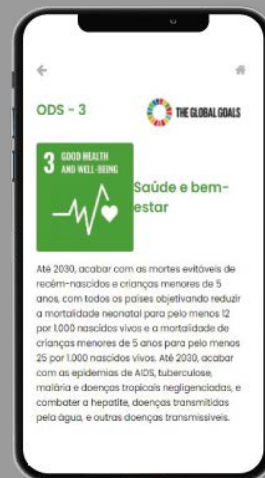 ODS - 3
THE GLOBAL GOALS
3 GOOD HEALTH
AND WELL-BEING
Saúde e bem-
estar
Até 2030, acabar com as mortes evitáveis de
recém-nascidos e crianças menores de 5
anos, com todos os países objetivando reduzir
a mortalidade neonatal para pelo menos 12
por 1.000 nascidos vivos e a mortalidade de
crianças menores de 5 anos para pelo menos
25 por 1.000 nascidos vivos. Até 2030, acabar
com as epidemias de AIDS, tuberculose,
malária e doenças tropicais negligenciadas, e
combater a hepatite, doenças transmitidas
pela água, e outras doenças transmissíveis.